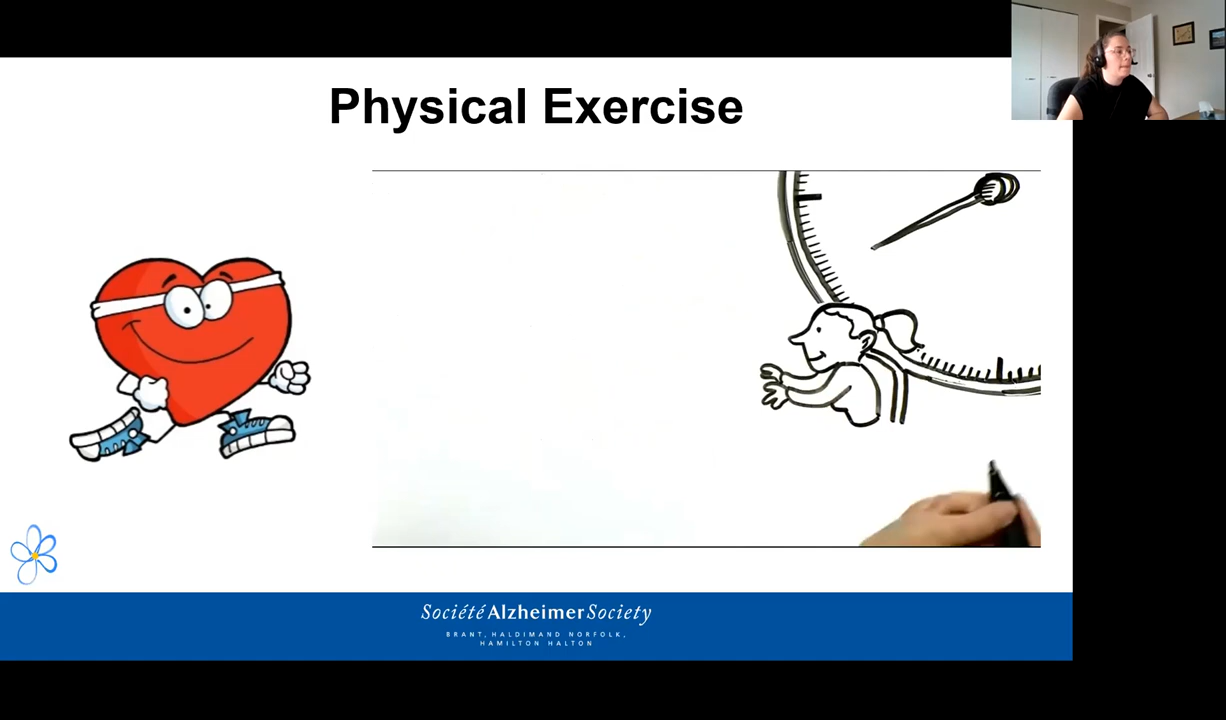 Physical Exercise
Société Alzheimer Society
BRANT, HALDIMAND NORFOLK,
HAMILTON HALTON